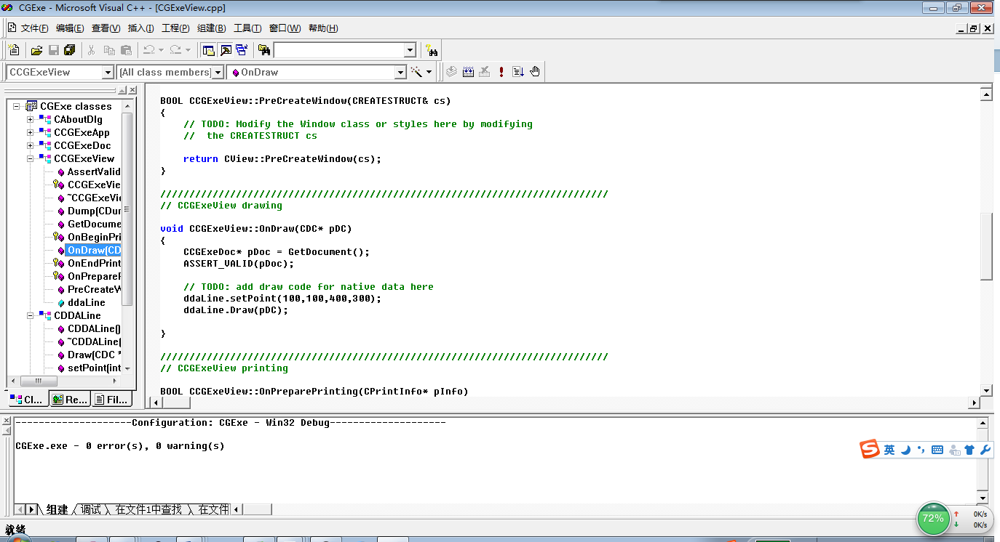 CGExe - Microsoft Visual C++ - [CGExeView.cpp]
文件(F) 编辑(E) 查看(V) 插入(I) 工程(P) 组建(B) 工具(T) 窗口(W) 帮助(H)
CCGExeView [All class members] OnDraw
CGExe classes
CAboutDlg
CCGExeApp
CCGExeDoc
CCGExeView
AssertValid
CCGExeVie
~CCGExeVi
Dump(CDur
GetDocume
OnBeginPri
OnDraw(CD
OnEndPrint
OnPrepareF
PreCreateW
ddaLine
CDDALine
CDDALine()
~CDDALine(
Draw(CDC *
setPoint(int
Cl... Re... Fil...
BOOL CCGExeView::PreCreateWindow(CREATESTRUCT& cs)
{
// TODO: Modify the Window class or styles here by modifying
//  the CREATESTRUCT cs
return CView::PreCreateWindow(cs);
}
/////////////////////////////////////////////////////////////////////////////
// CCGExeView drawing
void CCGExeView::OnDraw(CDC* pDC)
{
CCGExeDoc* pDoc = GetDocument();
ASSERT_VALID(pDoc);
// TODO: add draw code for native data here
ddaLine.setPoint(100,100,400,300);
ddaLine.Draw(pDC);
}
/////////////////////////////////////////////////////////////////////////////
// CCGExeView printing
BOOL CCGExeView::OnPreparePrinting(CPrintInfo* pInfo)
--------------------Configuration: CGExe - Win32 Debug--------------------
CGExe.exe - 0 error(s), 0 warning(s)
英
组建 调试 在文件1中查找 在文件
72% 0K/s
0K/s
就绪